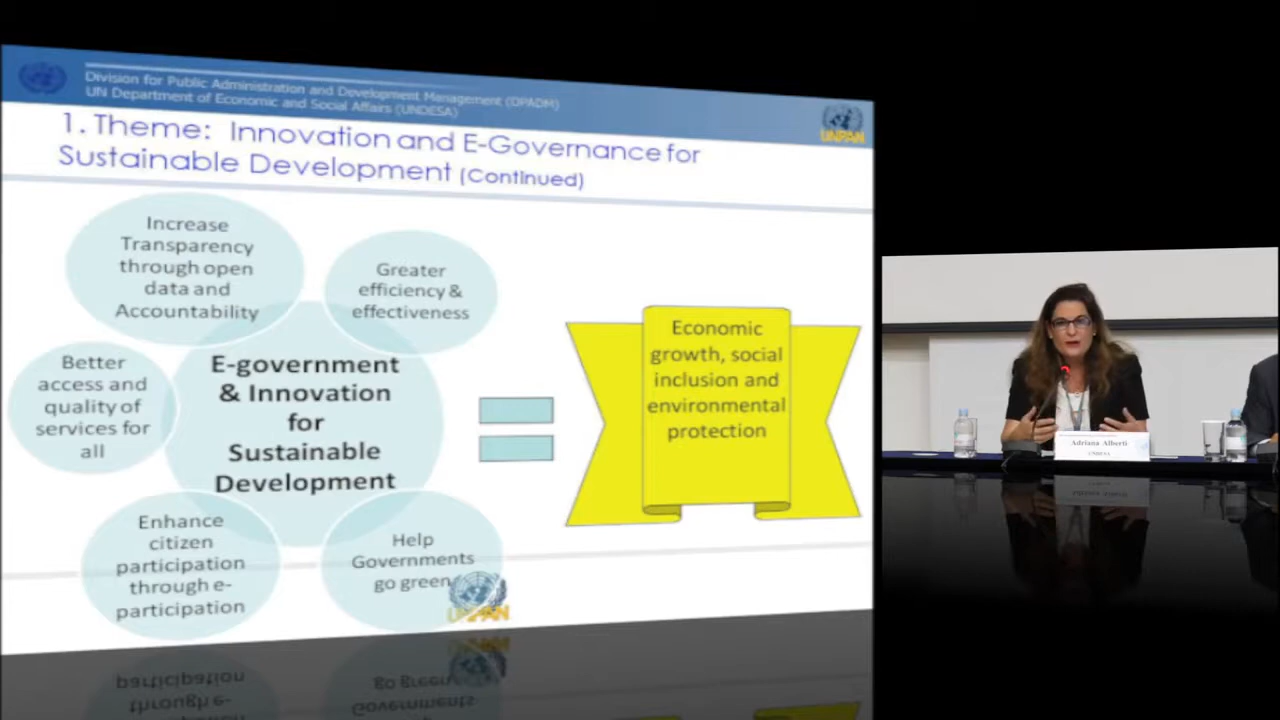 Division for Public Administration and Development Management (DPADM)
UN Department of Economic and Social Affairs (UNDESA)
UNPAN
1. Theme: Innovation and E-Governance for
Sustainable Development (Continued)
Increase
Transparency
through open
data and
Accountability
Greater
efficiency &
effectiveness
Better
access and
quality of
services for
all
E-government
& Innovation
for
Sustainable
Development
Enhance
citizen
participation
through e-
participation
Help
Governments
go green
UNPAN
Economic
growth, social
inclusion and
environmental
protection
Adriana Alberti
UNDESA